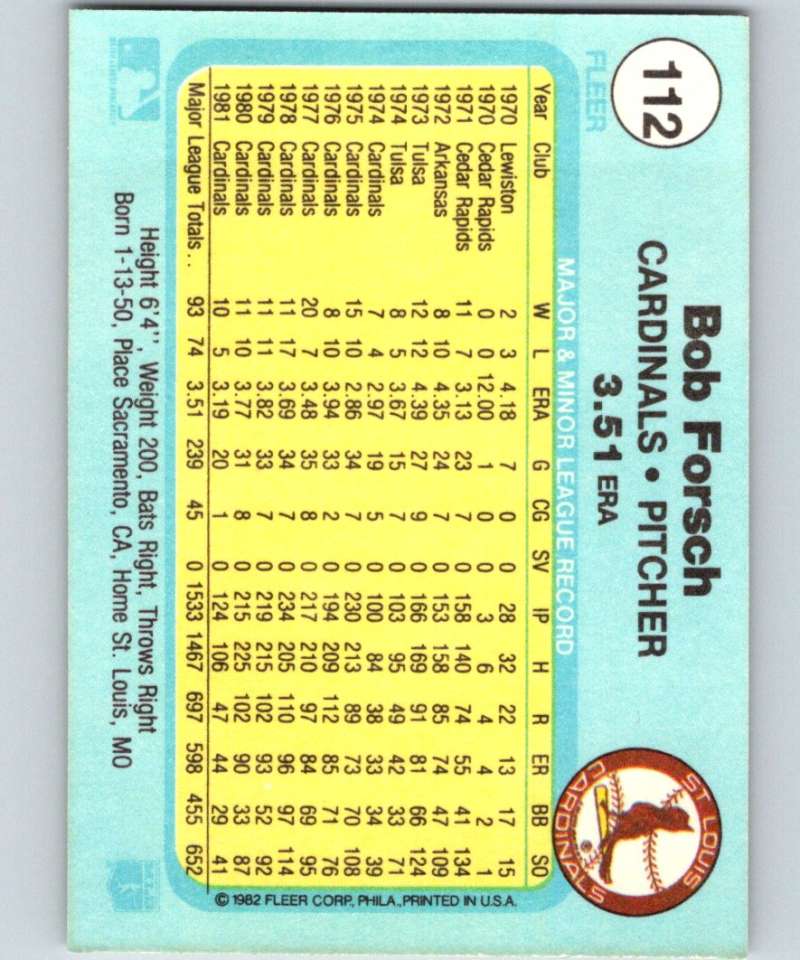 112
FLEER
Bob Forsch
CARDINALS • PITCHER
3.51 ERA
ST. LOUIS
CARDINALS
®
MAJOR & MINOR LEAGUE RECORD
Year Club W L ERA G CG SV IP H R ER BB SO
1970 Lewiston 2 3 4.18 7 0 0 28 32 22 13 17 15
1970 Cedar Rapids 0 0 12.00 1 0 0 3 6 4 4 2 1
1971 Cedar Rapids 11 7 3.13 23 7 0 158 140 74 55 41 134
1972 Arkansas 8 10 4.35 24 7 0 153 158 85 74 47 109
1973 Tulsa 12 12 4.39 27 9 0 166 169 91 81 66 124
1974 Tulsa 8 5 3.67 15 7 0 103 95 49 42 33 71
1974 Cardinals 7 4 2.97 19 5 0 100 84 38 33 34 39
1975 Cardinals 15 10 2.86 34 7 0 230 213 89 73 70 108
1976 Cardinals 8 10 3.94 33 2 0 194 209 112 85 71 76
1977 Cardinals 20 7 3.48 35 8 0 217 210 97 84 69 95
1978 Cardinals 11 17 3.69 34 7 0 234 205 110 96 97 114
1979 Cardinals 11 11 3.82 33 7 0 219 215 102 93 52 92
1980 Cardinals 11 10 3.77 31 8 0 215 225 102 90 33 87
1981 Cardinals 10 5 3.19 20 1 0 124 106 47 44 29 41
Major League Totals . . 93 74 3.51 239 45 0 1533 1467 697 598 455 652
© 1982 FLEER CORP., PHILA., PRINTED IN U.S.A.
Height 6'4'', Weight 200, Bats Right, Throws Right
Born 1-13-50, Place Sacramento, CA, Home St. Louis, MO